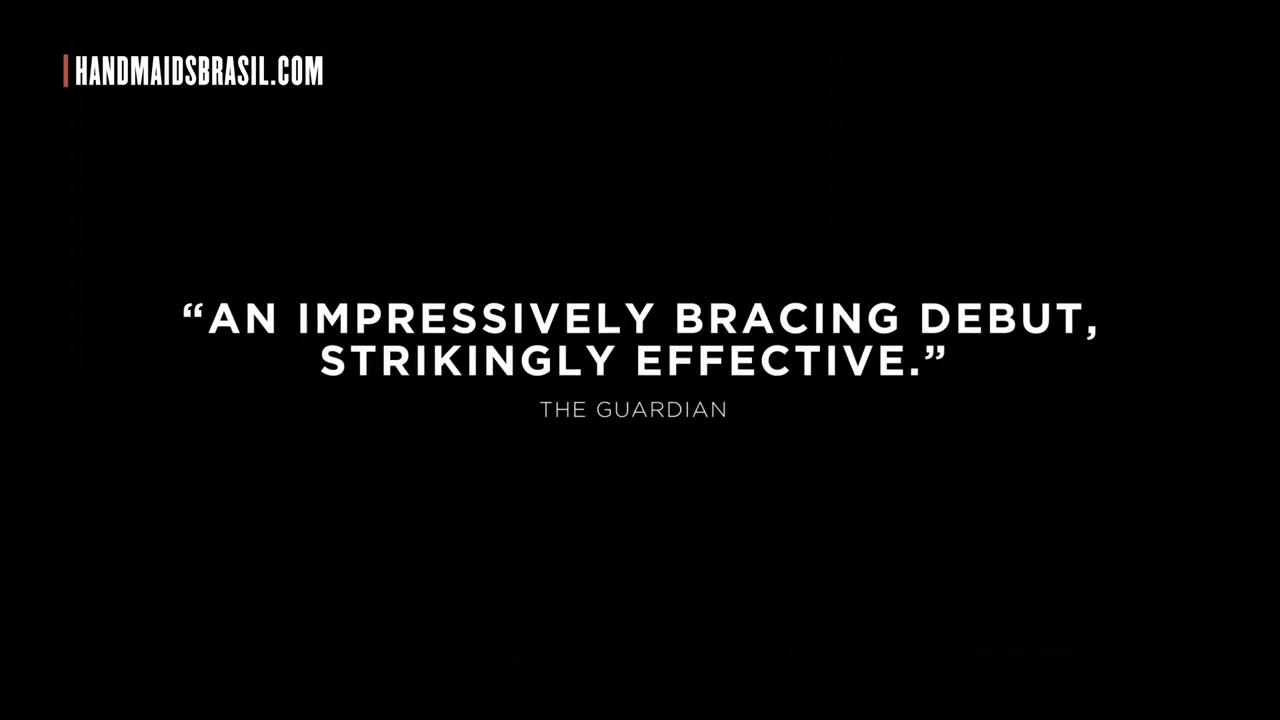 HANDMAIDSBRASIL.COM
“AN IMPRESSIVELY BRACING DEBUT,
STRIKINGLY EFFECTIVE.”
THE GUARDIAN